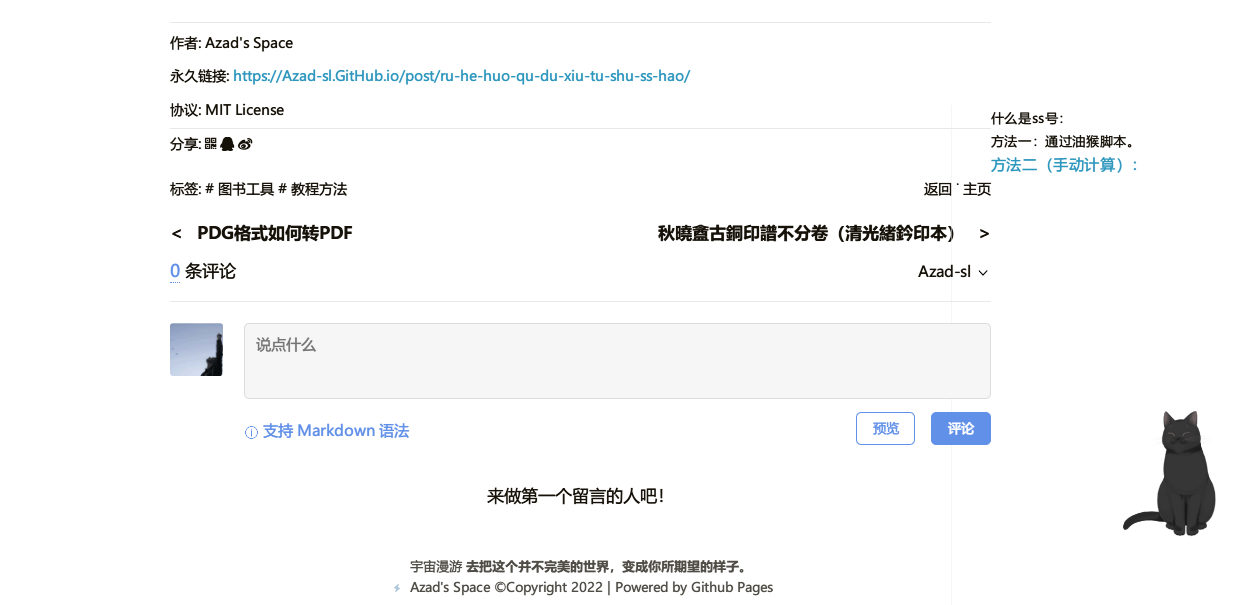 作者: Azad's Space
永久链接: https://Azad-sl.GitHub.io/post/ru-he-huo-qu-du-xiu-tu-shu-ss-hao/
协议: MIT License
分享:
标签: # 图书工具 # 教程方法
返回 · 主页
< PDG格式如何转PDF
秋曉盦古銅印譜不分卷（清光緒鈐印本） >
0 条评论
Azad-sl
说点什么
支持 Markdown 语法
预览
评论
来做第一个留言的人吧！
宇宙漫游 去把这个并不完美的世界，变成你所期望的样子。
Azad's Space ©Copyright 2022 | Powered by Github Pages
什么是ss号：
方法一：通过油猴脚本。
方法二（手动计算）：